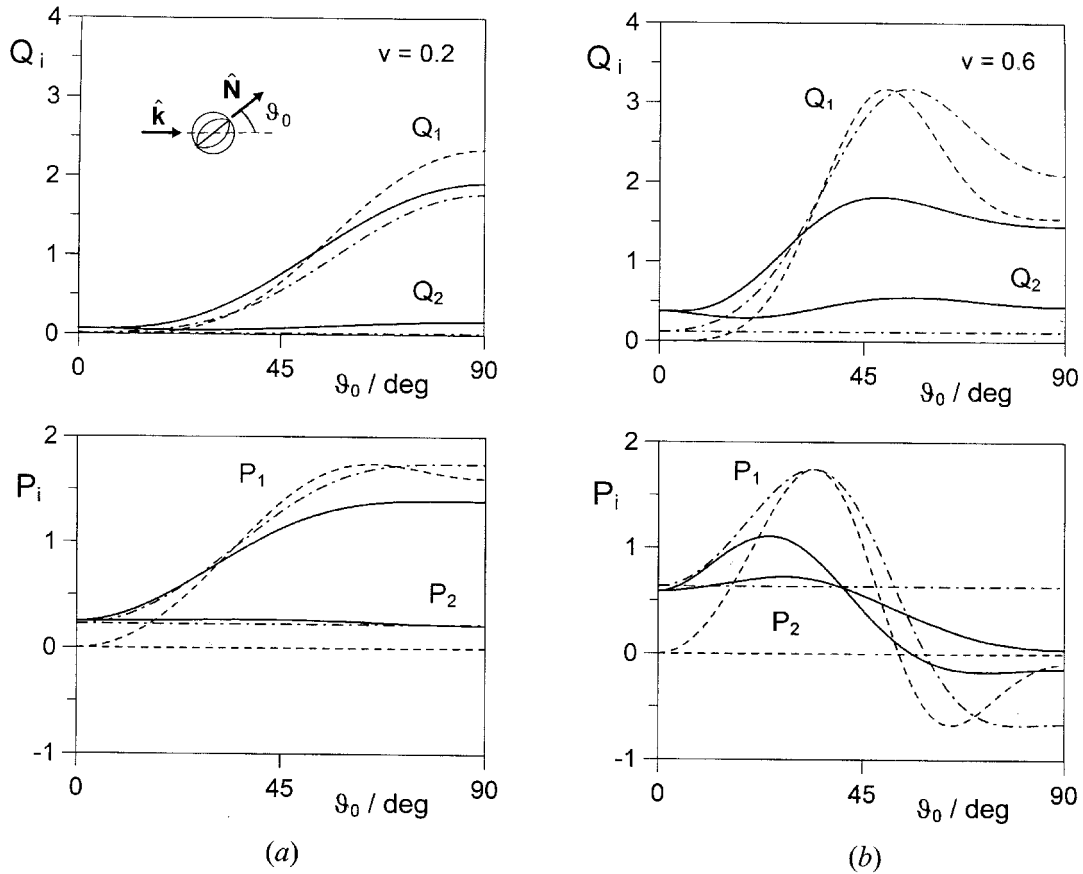 4
Q i
v = 0.2
3
N̂
k̂
ϑ0
Q1
2
1
Q2
0
0 45 90
ϑ0 / deg
4
Q i
v = 0.6
Q1
3
2
1
Q2
0
0 45 90
ϑ0 / deg
2
P i
P1
1
P2
0
-1
0 45 90
ϑ0 / deg
(a)
2
P i
P1
1
P2
0
-1
0 45 90
ϑ0 / deg
(b)